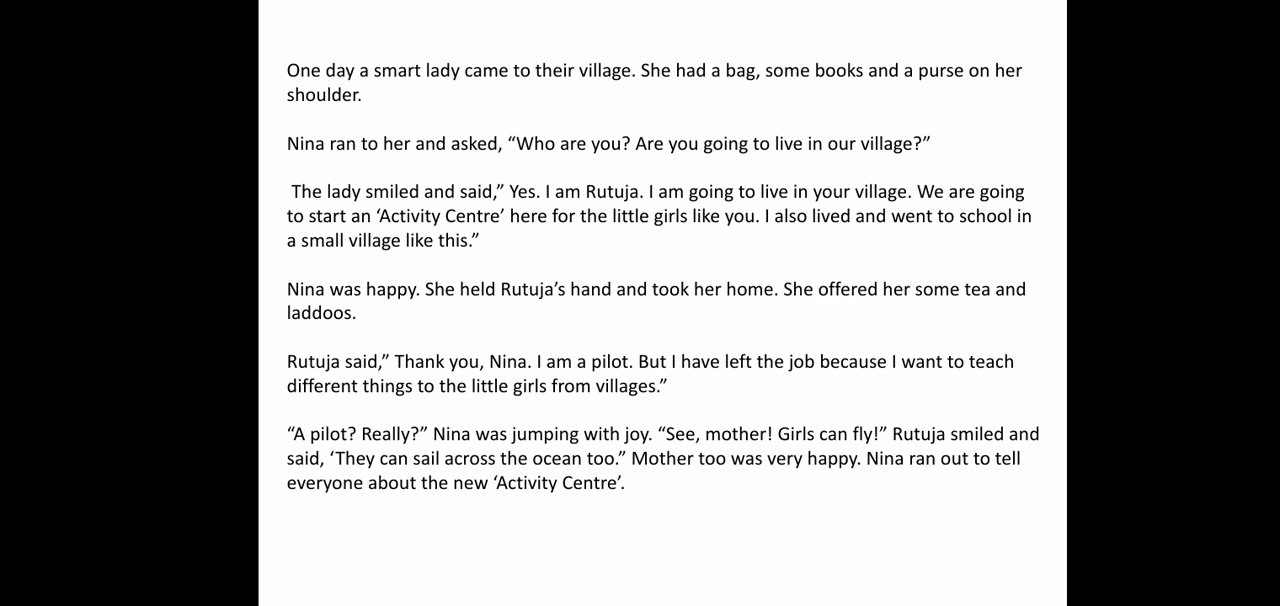 One day a smart lady came to their village. She had a bag, some books and a purse on her
shoulder.
Nina ran to her and asked, “Who are you? Are you going to live in our village?”
The lady smiled and said,” Yes. I am Rutuja. I am going to live in your village. We are going
to start an ‘Activity Centre’ here for the little girls like you. I also lived and went to school in
a small village like this.”
Nina was happy. She held Rutuja’s hand and took her home. She offered her some tea and
laddoos.
Rutuja said,” Thank you, Nina. I am a pilot. But I have left the job because I want to teach
different things to the little girls from villages.”
“A pilot? Really?” Nina was jumping with joy. “See, mother! Girls can fly!” Rutuja smiled and
said, ‘They can sail across the ocean too.” Mother too was very happy. Nina ran out to tell
everyone about the new ‘Activity Centre’.